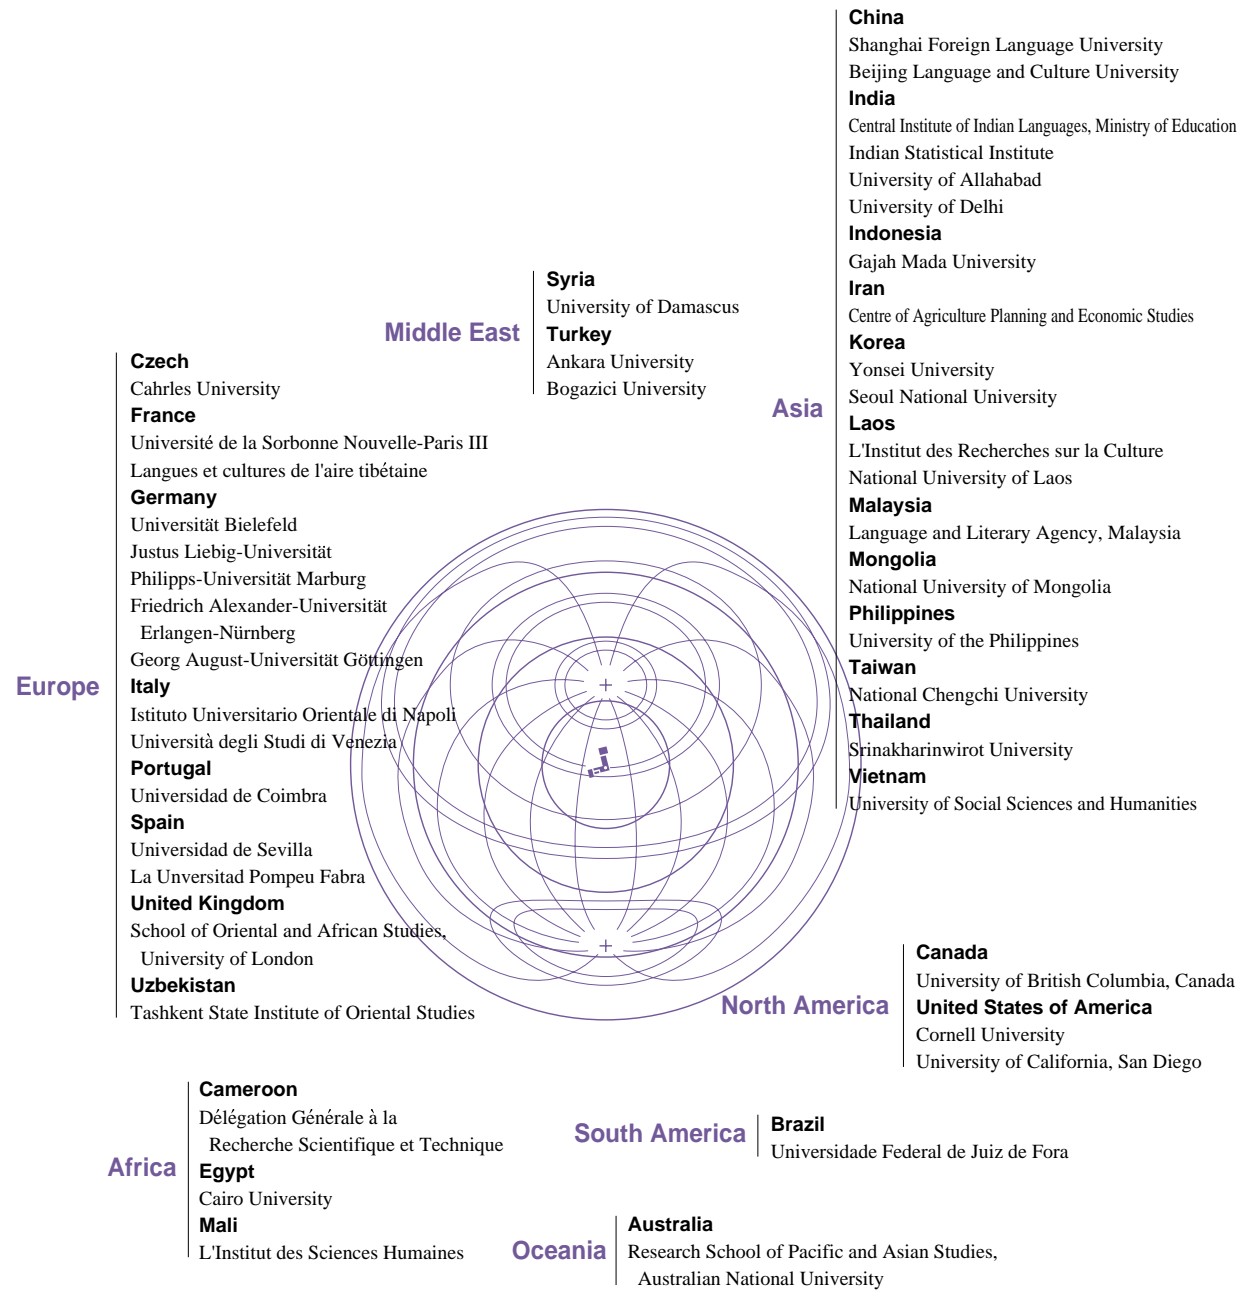 China
Shanghai Foreign Language University
Beijing Language and Culture University
India
Central Institute of Indian Languages, Ministry of Education
Indian Statistical Institute
University of Allahabad
University of Delhi
Indonesia
Gajah Mada University
Iran
Centre of Agriculture Planning and Economic Studies
Korea
Yonsei University
Seoul National University
Asia
Laos
L'Institut des Recherches sur la Culture
National University of Laos
Malaysia
Language and Literary Agency, Malaysia
Mongolia
National University of Mongolia
Philippines
University of the Philippines
Taiwan
National Chengchi University
Thailand
Srinakharinwirot University
Vietnam
University of Social Sciences and Humanities
Middle East
Syria
University of Damascus
Turkey
Ankara University
Bogazici University
Europe
Czech
Cahrles University
France
Université de la Sorbonne Nouvelle-Paris III
Langues et cultures de l'aire tibétaine
Germany
Universität Bielefeld
Justus Liebig-Universität
Philipps-Universität Marburg
Friedrich Alexander-Universität
Erlangen-Nürnberg
Georg August-Universität Göttingen
Italy
Istituto Universitario Orientale di Napoli
Università degli Studi di Venezia
Portugal
Universidad de Coimbra
Spain
Universidad de Sevilla
La Unversitad Pompeu Fabra
United Kingdom
School of Oriental and African Studies,
University of London
Uzbekistan
Tashkent State Institute of Oriental Studies
North America
Canada
University of British Columbia, Canada
United States of America
Cornell University
University of California, San Diego
Africa
Cameroon
Délégation Générale à la
Recherche Scientifique et Technique
Egypt
Cairo University
Mali
L'Institut des Sciences Humaines
South America
Brazil
Universidade Federal de Juiz de Fora
Oceania
Australia
Research School of Pacific and Asian Studies,
Australian National University